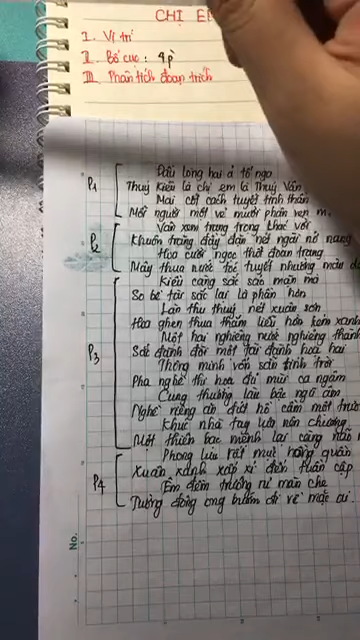 CHỊ E
I. Vị trí
II. Bố cục: 4p
III. Phân tích đoạn trích
P1
Đầu lòng hai ả tố nga
Thuý Kiều là chị em là Thuý Vân
Mai cốt cách tuyết tinh thần
Mỗi người một vẻ mười phân vẹn m
P2
Vân xem trang trọng khác vời
Khuôn trăng đầy đặn nét ngài nở nang
Hoa cười ngọc thốt đoan trang
Mây thua nước tóc tuyết nhường màu d
P3
Kiều càng sắc sảo mặn mà
So bề tài sắc lại là phần hơn
Làn thu thuỷ nét xuân sơn
Hoa ghen thua thắm liễu hờn kém xanh
Một hai nghiêng nước nghiêng thành
Sắc đành đòi một tài đành hoạ hai
Thông minh vốn sẵn tính trời
Pha nghề thi hoạ đủ mùi ca ngâm
Cung thương lầu bậc ngũ âm
Nghề riêng ăn đứt hồ cầm một trươ
Khúc nhà tay lựa nên chương
Một thiên bạc mệnh lại càng não n
P4
Phong lưu rất mực hồng quần
Xuân xanh xấp xỉ đến tuần cập
Êm đềm trướng rủ màn che
Tường đông ong bướm đi về mặc ai.
No.